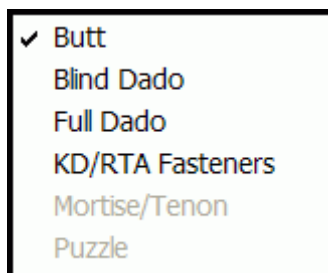 Butt
Blind Dado
Full Dado
KD/RTA Fasteners
Mortise/Tenon
Puzzle